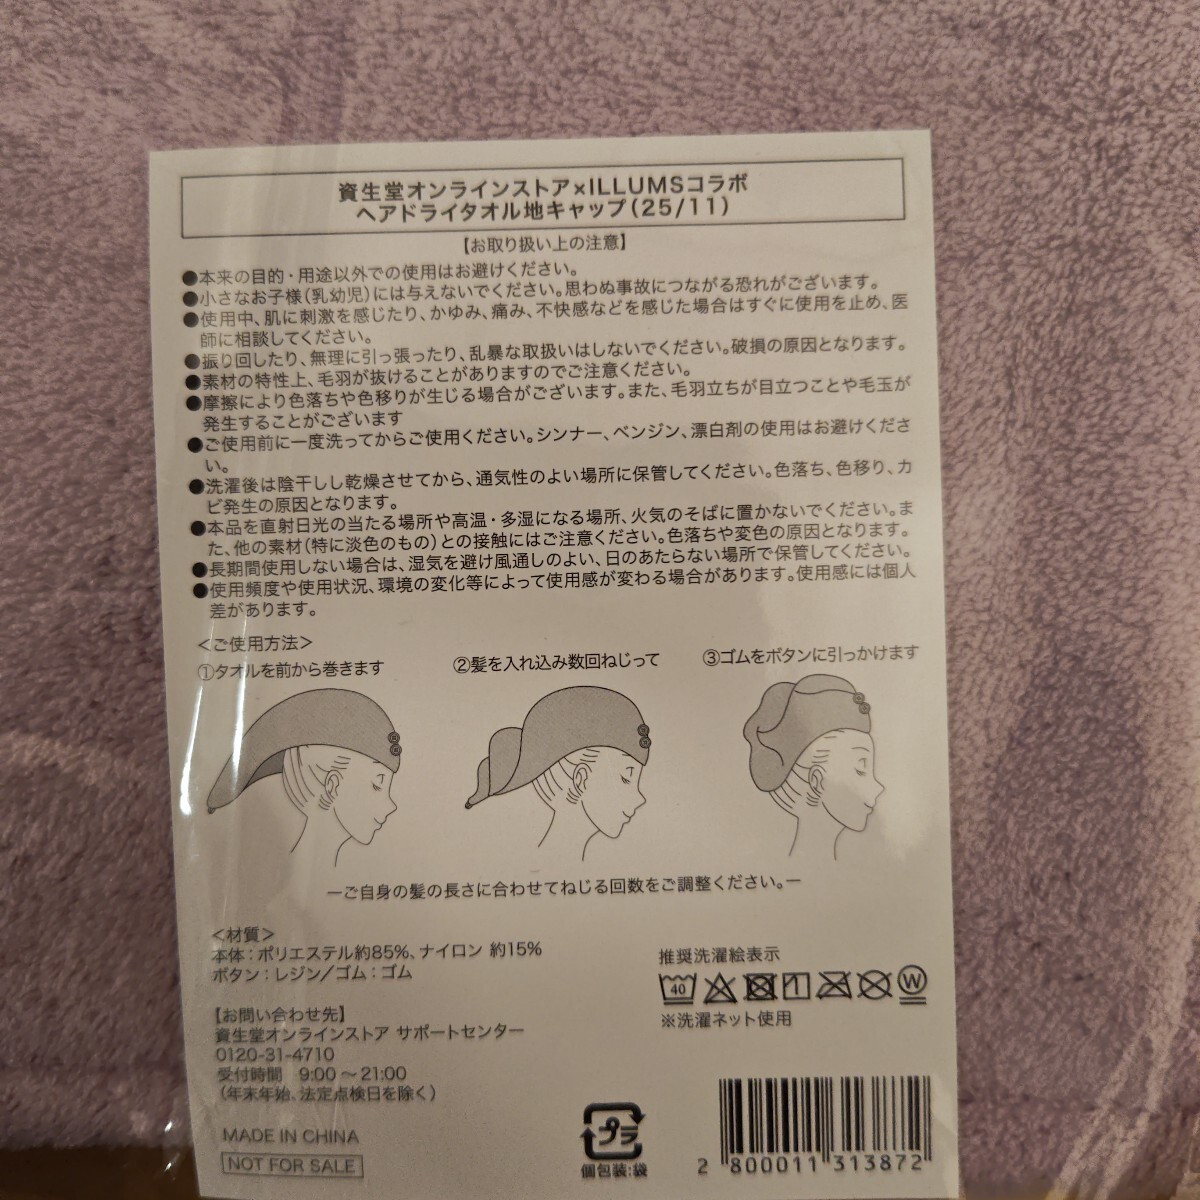 資生堂オンラインストア×ILLUMSコラボ
ヘアドライタオル地キャップ(25/11)
【お取り扱い上の注意】
●本来の目的・用途以外での使用はお避けください。
●小さなお子様(乳幼児)には与えないでください。思わぬ事故につながる恐れがございます。
●使用中、肌に刺激を感じたり、かゆみ、痛み、不快感などを感じた場合はすぐに使用を止め、医
師に相談してください。
●振り回したり、無理に引っ張ったり、乱暴な取扱いはしないでください。破損の原因となります。
●素材の特性上、毛羽が抜けることがありますのでご注意ください。
●摩擦により色落ちや色移りが生じる場合がございます。また、毛羽立ちが目立つことや毛玉が
発生することがございます
●ご使用前に一度洗ってからご使用ください。シンナー、ベンジン、漂白剤の使用はお避けくださ
い。
●洗濯後は陰干しし乾燥させてから、通気性のよい場所に保管してください。色落ち、色移り、カ
ビ発生の原因となります。
●本品を直射日光の当たる場所や高温・多湿になる場所、火気のそばに置かないでください。ま
た、他の素材(特に淡色のもの)との接触にはご注意ください。色落ちや変色の原因となります。
●長期間使用しない場合は、湿気を避け風通しのよい、日のあたらない場所で保管してください。
●使用頻度や使用状況、環境の変化等によって使用感が変わる場合があります。使用感には個人
差があります。
＜ご使用方法＞
①タオルを前から巻きます
②髪を入れ込み数回ねじって
③ゴムをボタンに引っかけます
ーご自身の髪の長さに合わせてねじる回数をご調整ください。ー
＜材質＞
本体：ポリエステル約85%、ナイロン 約15%
ボタン：レジン／ゴム：ゴム
推奨洗濯絵表示
40
W
※洗濯ネット使用
【お問い合わせ先】
資生堂オンラインストア サポートセンター
0120-31-4710
受付時間 9:00～21:00
(年末年始、法定点検日を除く)
MADE IN CHINA
NOT FOR SALE
プラ
個包装:袋
2 800011 313872